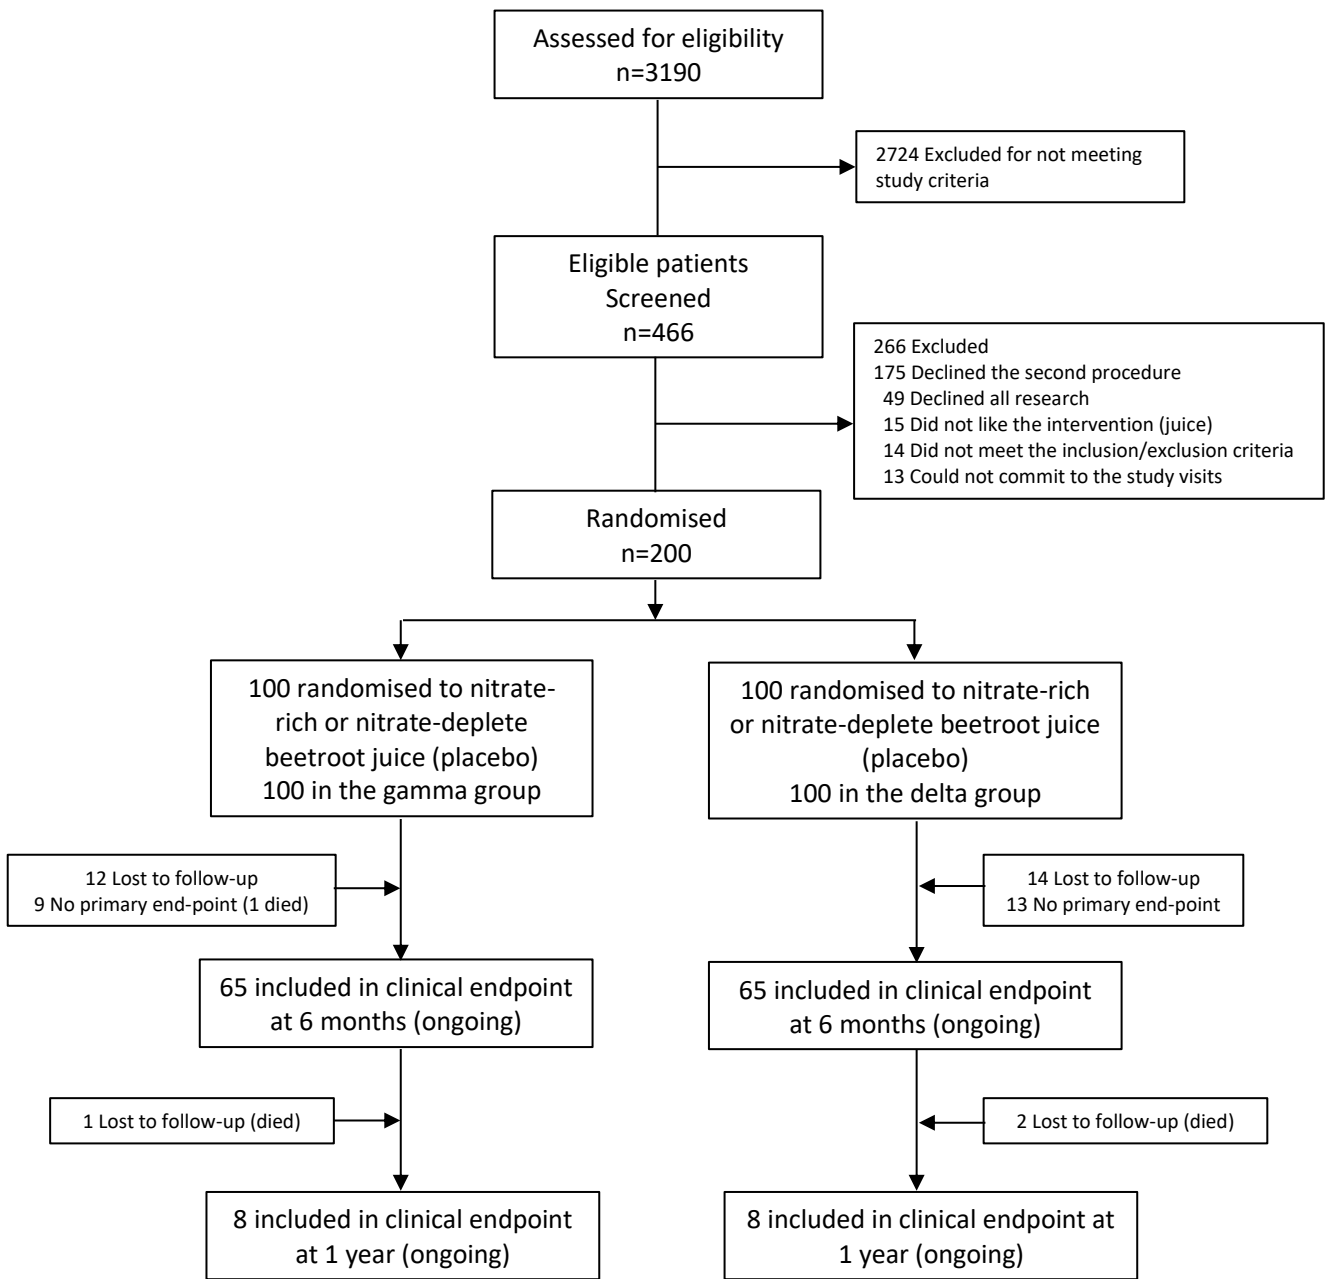 Assessed for eligibility
n=3190
2724 Excluded for not meeting
study criteria
Eligible patients
Screened
n=466
266 Excluded
175 Declined the second procedure
49 Declined all research
15 Did not like the intervention (juice)
14 Did not meet the inclusion/exclusion criteria
13 Could not commit to the study visits
Randomised
n=200
100 randomised to nitrate-
rich or nitrate-deplete
beetroot juice (placebo)
100 in the gamma group
100 randomised to nitrate-rich
or nitrate-deplete beetroot juice
(placebo)
100 in the delta group
12 Lost to follow-up
9 No primary end-point (1 died)
14 Lost to follow-up
13 No primary end-point
65 included in clinical endpoint
at 6 months (ongoing)
65 included in clinical endpoint
at 6 months (ongoing)
1 Lost to follow-up (died)
2 Lost to follow-up (died)
8 included in clinical endpoint
at 1 year (ongoing)
8 included in clinical endpoint at
1 year (ongoing)